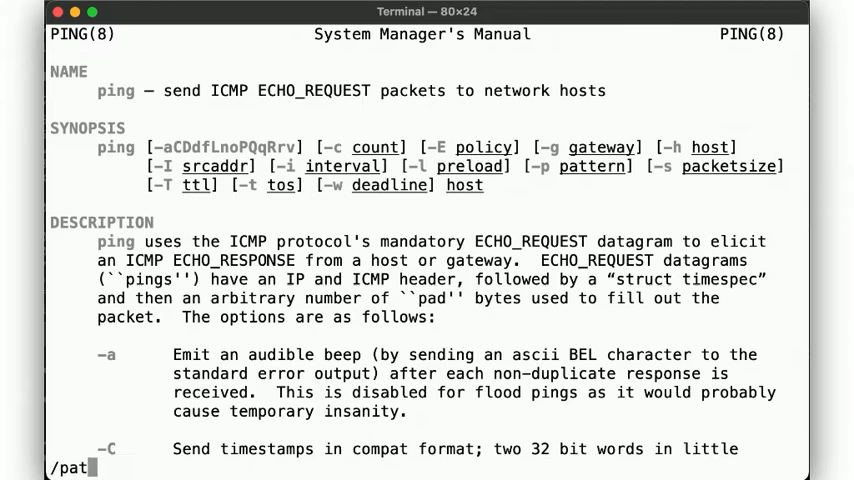 Terminal — 80×24
PING(8) System Manager's Manual PING(8)
NAME
ping — send ICMP ECHO_REQUEST packets to network hosts
SYNOPSIS
ping [-aCDdfLnoPQqRrv] [-c count] [-E policy] [-g gateway] [-h host]
[-I srcaddr] [-i interval] [-l preload] [-p pattern] [-s packetsize]
[-T ttl] [-t tos] [-w deadline] host
DESCRIPTION
ping uses the ICMP protocol's mandatory ECHO_REQUEST datagram to elicit
an ICMP ECHO_RESPONSE from a host or gateway. ECHO_REQUEST datagrams
(``pings'') have an IP and ICMP header, followed by a “struct timespec”
and then an arbitrary number of ``pad'' bytes used to fill out the
packet. The options are as follows:
-a Emit an audible beep (by sending an ascii BEL character to the
standard error output) after each non-duplicate response is
received. This is disabled for flood pings as it would probably
cause temporary insanity.
-C Send timestamps in compat format; two 32 bit words in little
/pat